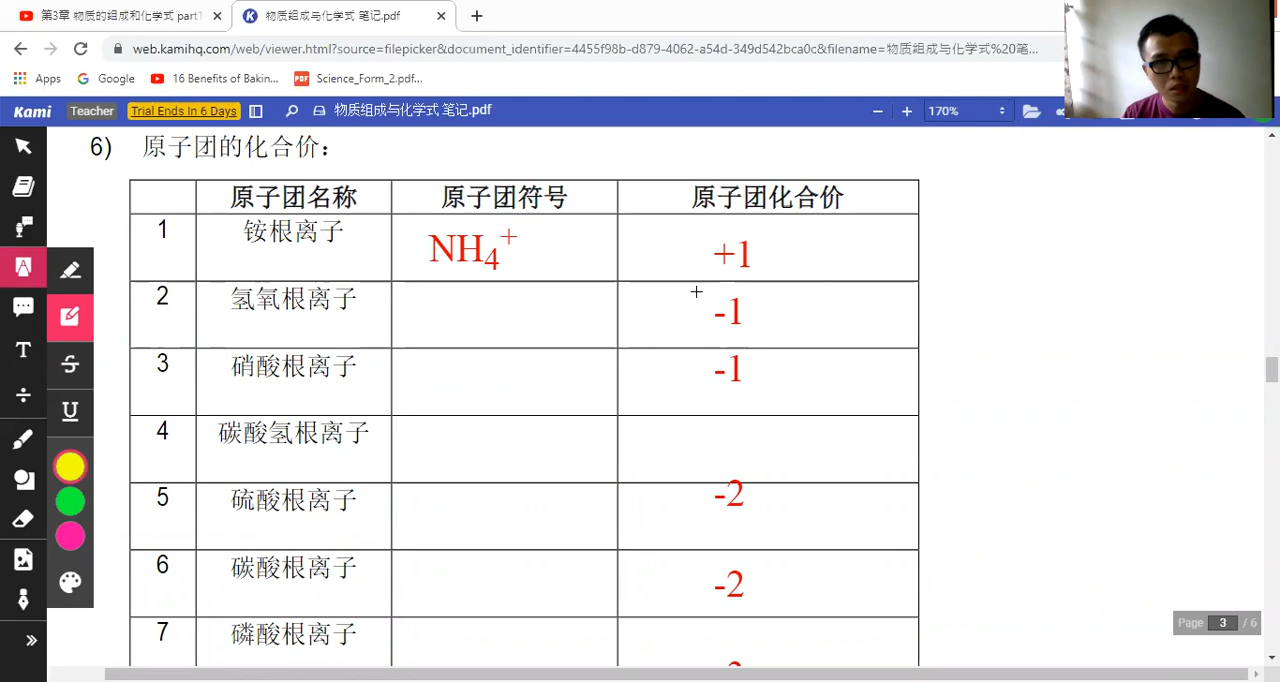 第3章 物质的组成和化学式 part1
物质组成与化学式 笔记.pdf
web.kamihq.com/web/viewer.html?source=filepicker&document_identifier=4455f98b-d879-4062-a54d-349d542bca0c&filename=物质组成与化学式%20笔...
Apps Google 16 Benefits of Bakin... Science_Form_2.pdf...
Kami Teacher Trial Ends In 6 Days 物质组成与化学式 笔记.pdf 170%
6) 原子团的化合价：
原子团名称 原子团符号 原子团化合价
1 铵根离子 NH₄⁺ +1
2 氢氧根离子 -1
3 硝酸根离子 -1
4 碳酸氢根离子
5 硫酸根离子 -2
6 碳酸根离子 -2
7 磷酸根离子
Page 3 / 6